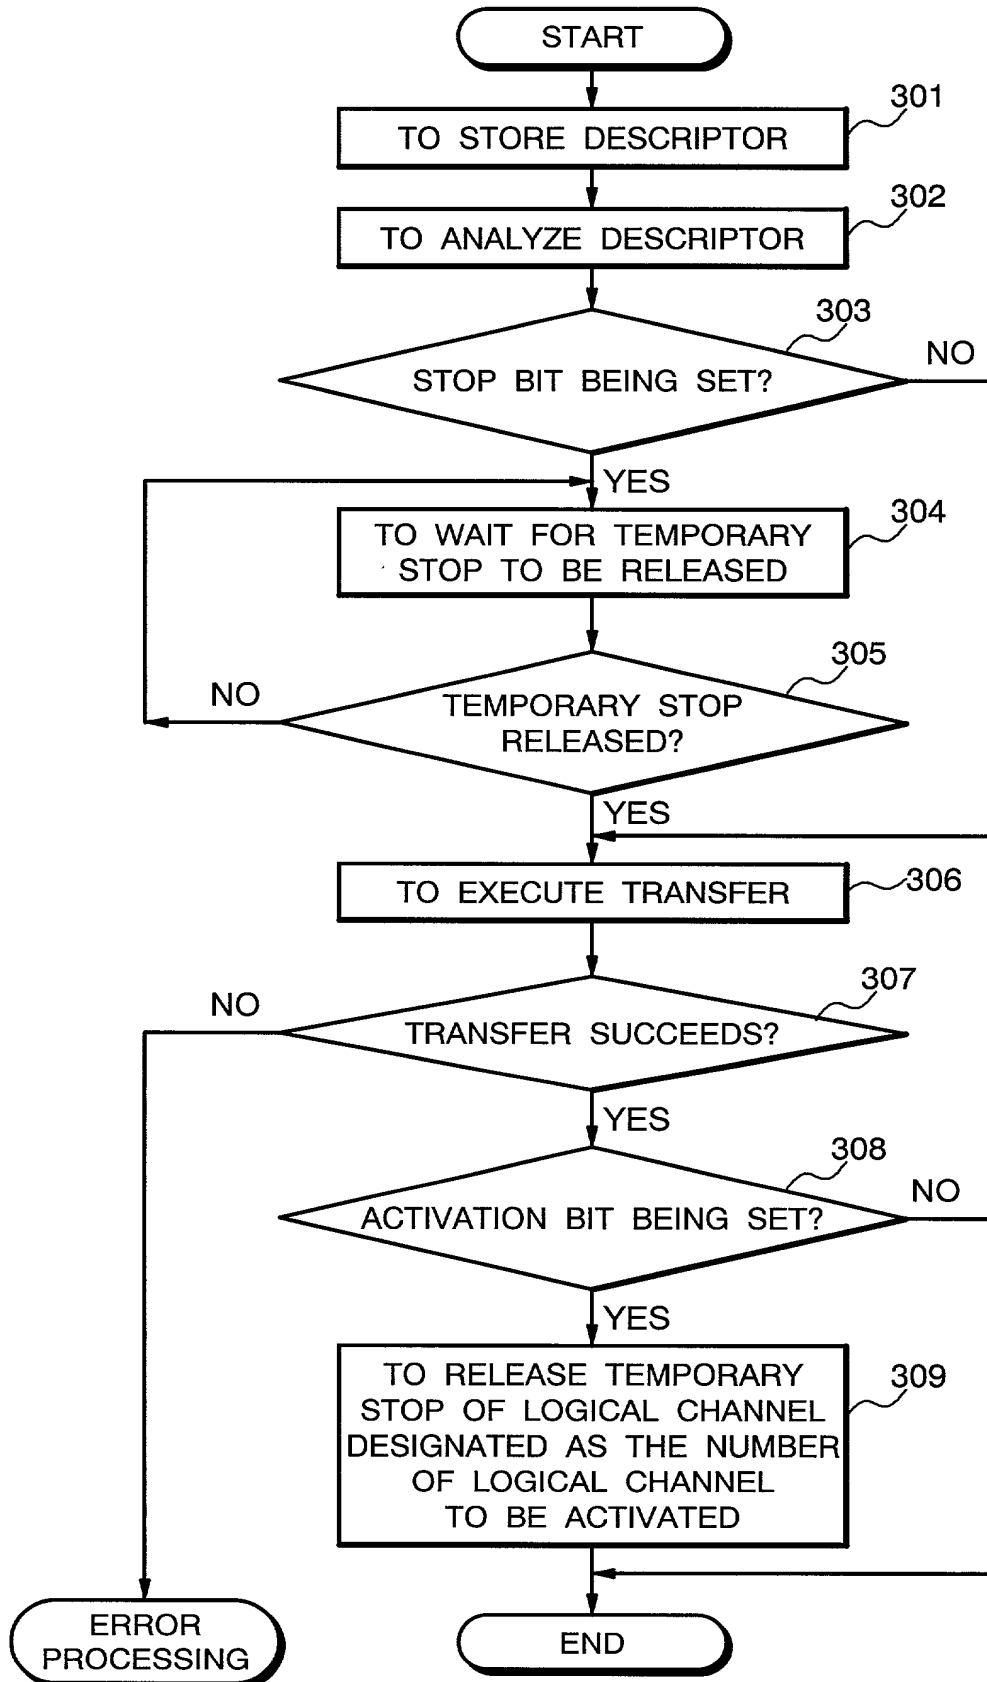 START
301
TO STORE DESCRIPTOR
302
TO ANALYZE DESCRIPTOR
303
STOP BIT BEING SET?
NO
YES
304
TO WAIT FOR TEMPORARY
STOP TO BE RELEASED
305
NO
TEMPORARY STOP
RELEASED?
YES
306
TO EXECUTE TRANSFER
307
NO
TRANSFER SUCCEEDS?
YES
308
NO
ACTIVATION BIT BEING SET?
YES
309
TO RELEASE TEMPORARY
STOP OF LOGICAL CHANNEL
DESIGNATED AS THE NUMBER
OF LOGICAL CHANNEL
TO BE ACTIVATED
ERROR
PROCESSING
END